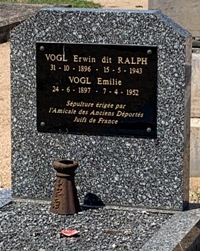 VOGL Erwin dit RALPH
31 - 10 - 1896 - 15 - 5 - 1943
VOGL Emilie
24 - 6 - 1897 - 7 - 4 - 1952
Sépulture érigée par
l'Amicale des Anciens Déportés
Juifs de France